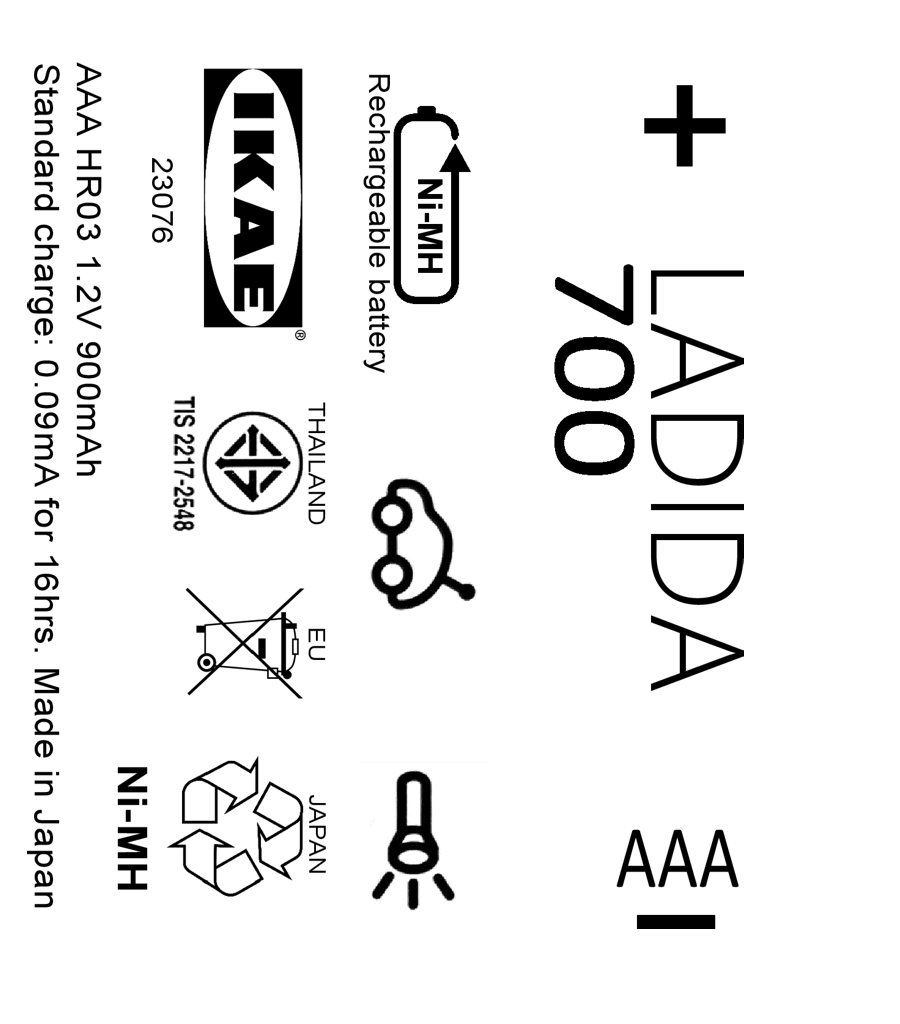 +
LADIDA
700
AAA
Ni-MH
Rechargeable battery
IKAE®
23076
THAILAND
TIS 2217-2548
EU
JAPAN
Ni-MH
AAA HR03 1.2V 900mAh
Standard charge: 0.09mA for 16hrs. Made in Japan